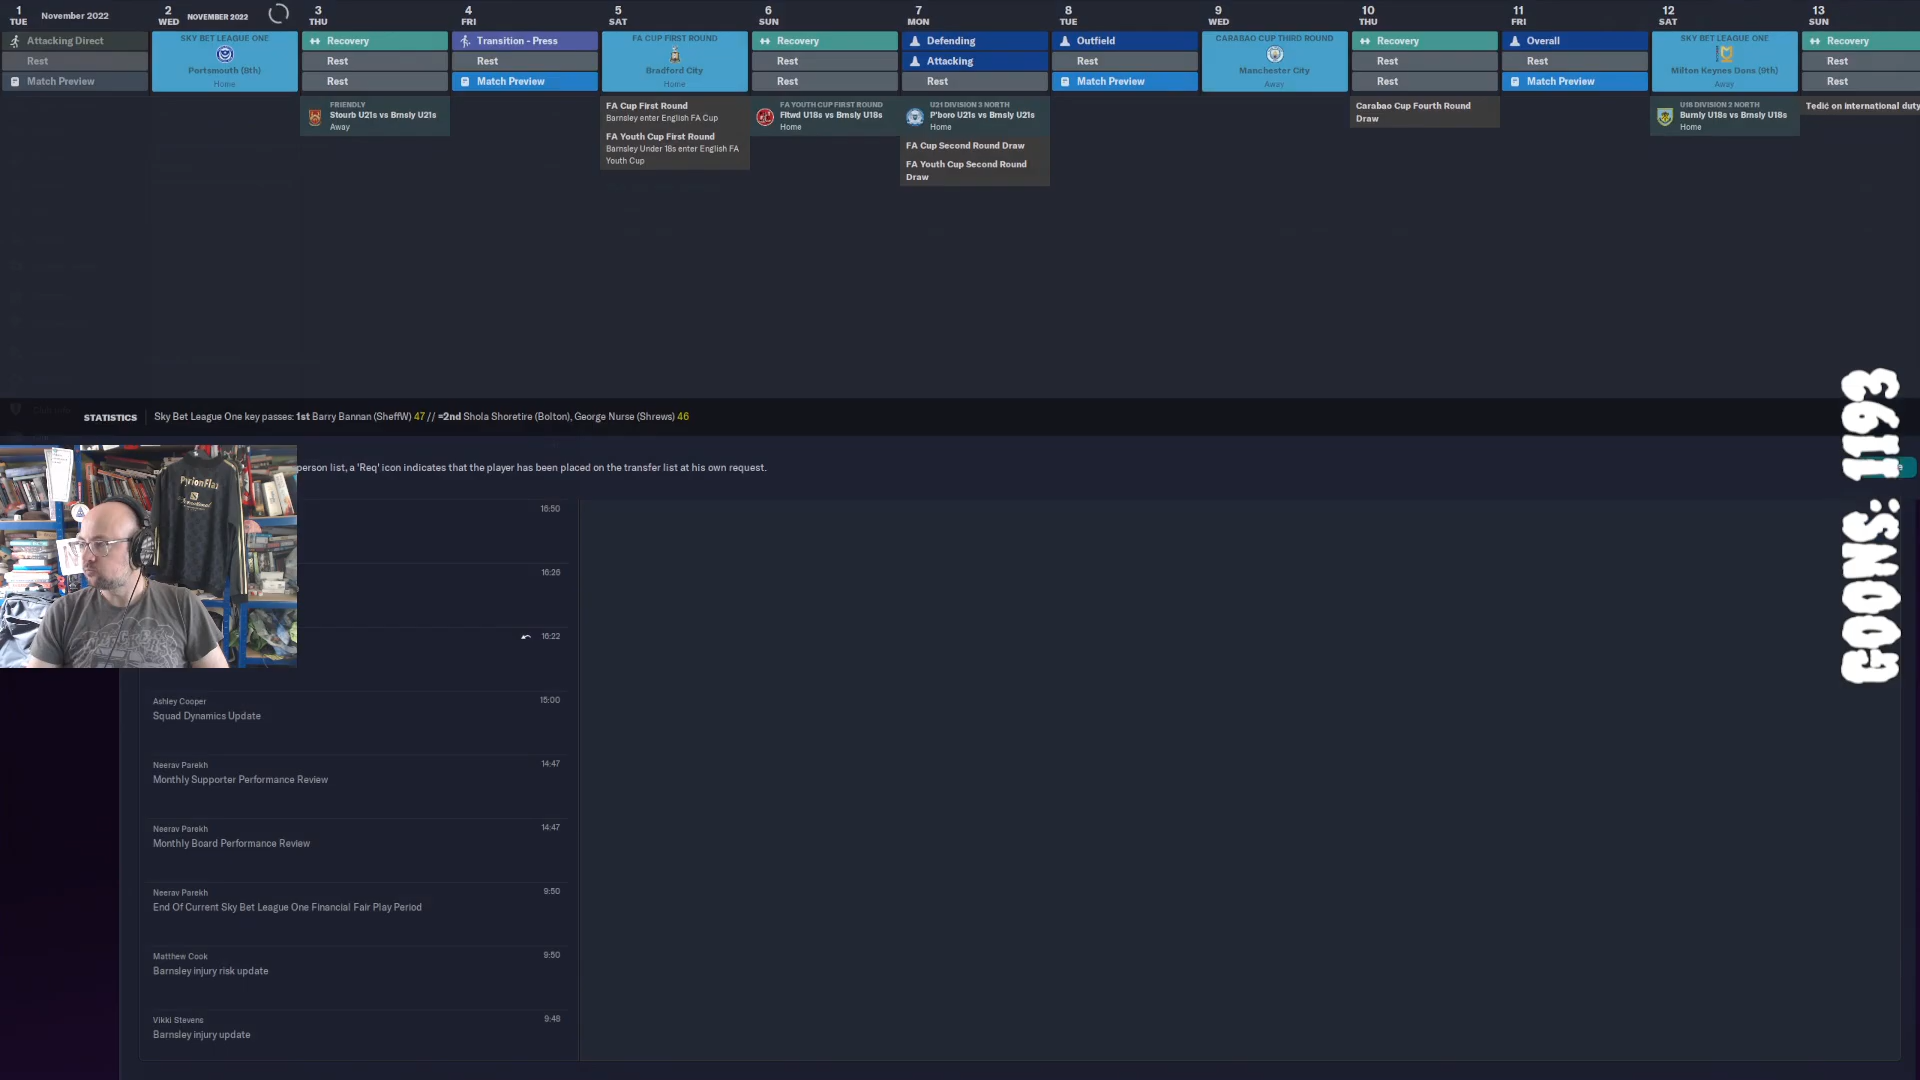 1
TUE
November 2022
2
WED
NOVEMBER 2022
3
THU
4
FRI
5
SAT
6
SUN
7
MON
8
TUE
9
WED
10
THU
11
FRI
12
SAT
13
SUN
Attacking Direct
Rest
Match Preview
SKY BET LEAGUE ONE
Portsmouth (8th)
Home
Recovery
Rest
Rest
Transition - Press
Rest
Match Preview
FA CUP FIRST ROUND
Bradford City
Home
Recovery
Rest
Rest
Defending
Attacking
Rest
Outfield
Rest
Match Preview
CARABAO CUP THIRD ROUND
Manchester City
Away
Recovery
Rest
Rest
Overall
Rest
Match Preview
SKY BET LEAGUE ONE
Milton Keynes Dons (9th)
Away
Recovery
Rest
Rest
FRIENDLY
Stourb U21s vs Brnsly U21s
Away
FA Cup First Round
Barnsley enter English FA Cup
FA Youth Cup First Round
Barnsley Under 18s enter English FA
Youth Cup
FA YOUTH CUP FIRST ROUND
Fltwd U18s vs Brnsly U18s
Home
U21 DIVISION 3 NORTH
P'boro U21s vs Brnsly U21s
Home
FA Cup Second Round Draw
FA Youth Cup Second Round
Draw
Carabao Cup Fourth Round
Draw
U18 DIVISION 2 NORTH
Burnly U18s vs Brnsly U18s
Home
Tedić on international duty
STATISTICS
Sky Bet League One key passes: 1st Barry Bannan (SheffW) 47 // =2nd Shola Shoretire (Bolton), George Nurse (Shrews) 46
person list, a 'Req' icon indicates that the player has been placed on the transfer list at his own request.
PyrionFlax
GOONS: 1193
16:50
16:26
16:22
Ashley Cooper
15:00
Squad Dynamics Update
Neerav Parekh
14:47
Monthly Supporter Performance Review
Neerav Parekh
14:47
Monthly Board Performance Review
Neerav Parekh
9:50
End Of Current Sky Bet League One Financial Fair Play Period
Matthew Cook
9:50
Barnsley injury risk update
Vikki Stevens
9:48
Barnsley injury update